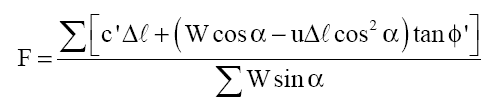 F = ∑[c'Δℓ + (W cos α − uΔℓ cos² α) tan ϕ'] / ∑ W sin α